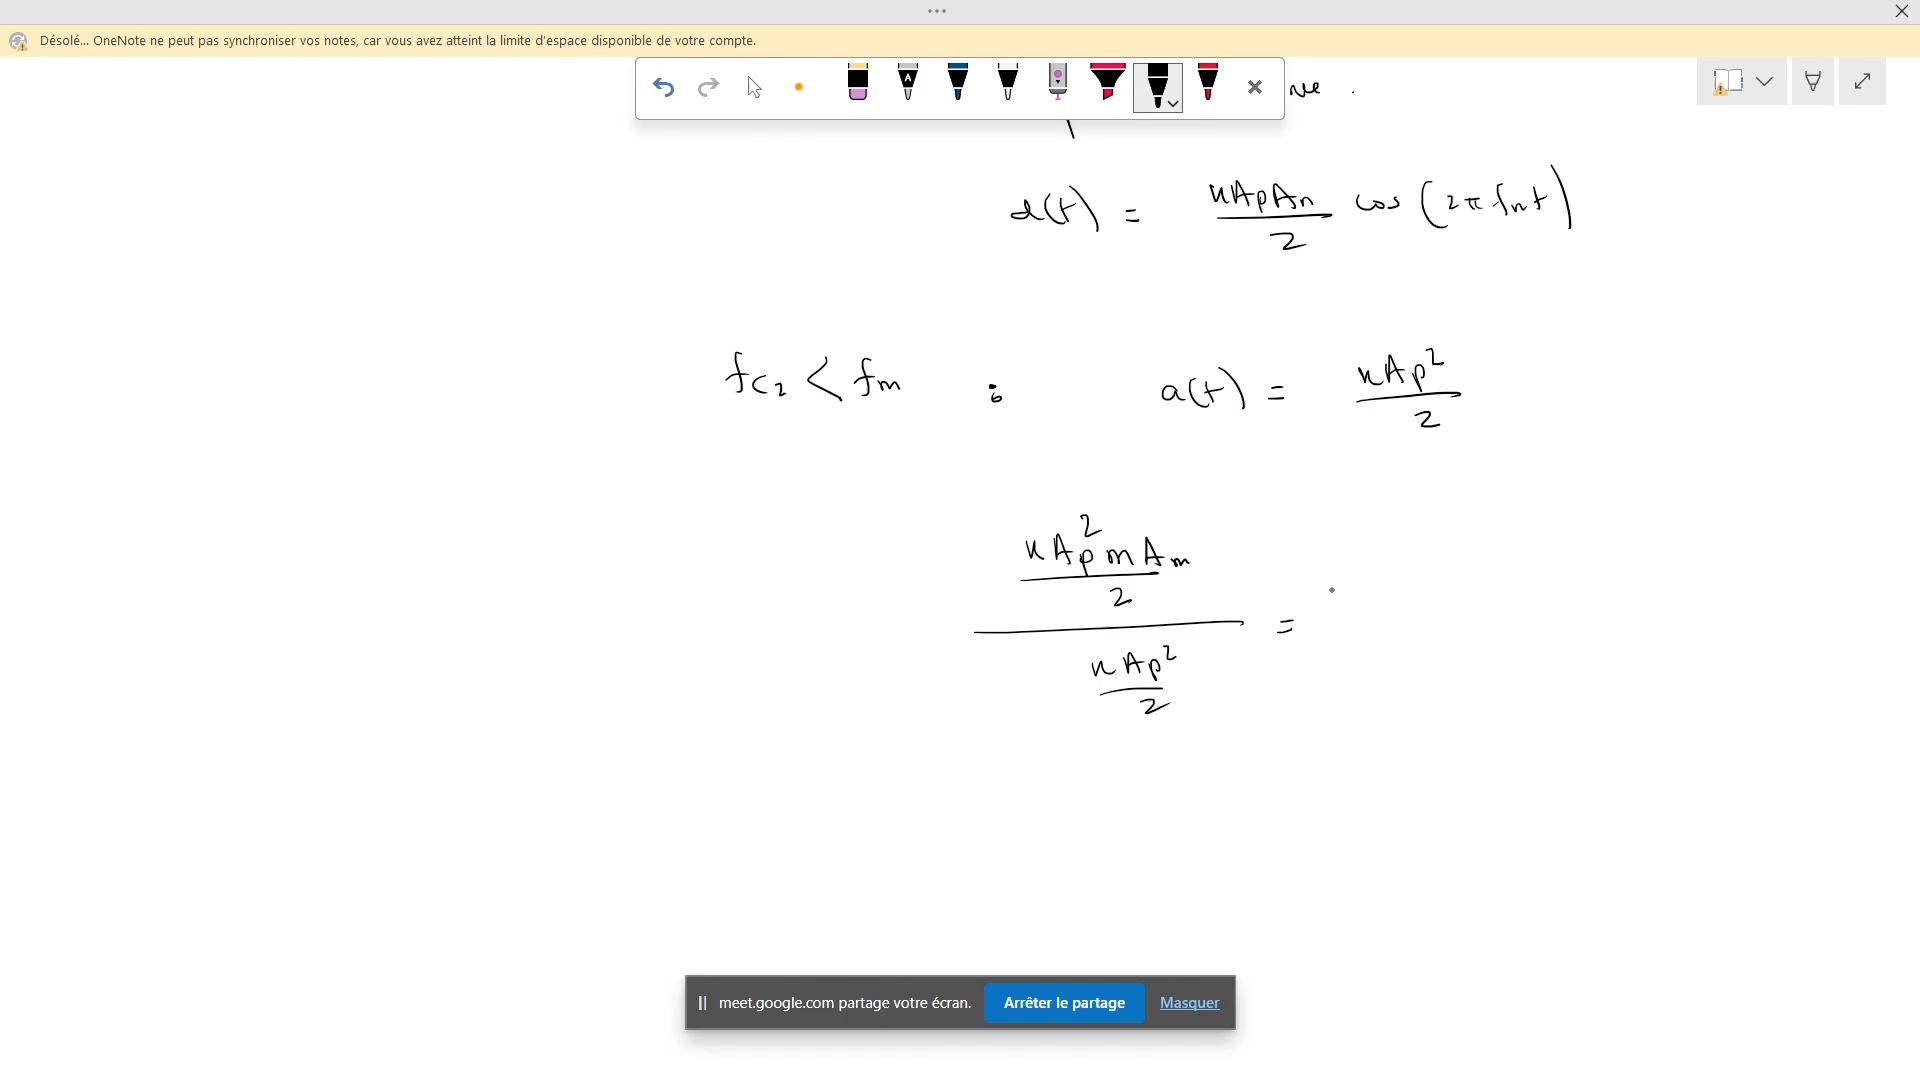 Désolé... OneNote ne peut pas synchroniser vos notes, car vous avez atteint la limite d'espace disponible de votre compte.
A
d(t) = kApAm/2 cos(2π fmt)
fc₂ < fm : a(t) = kAp²/2
(kAp²mAm/2)/(kAp²/2) =
meet.google.com partage votre écran. Arrêter le partage Masquer